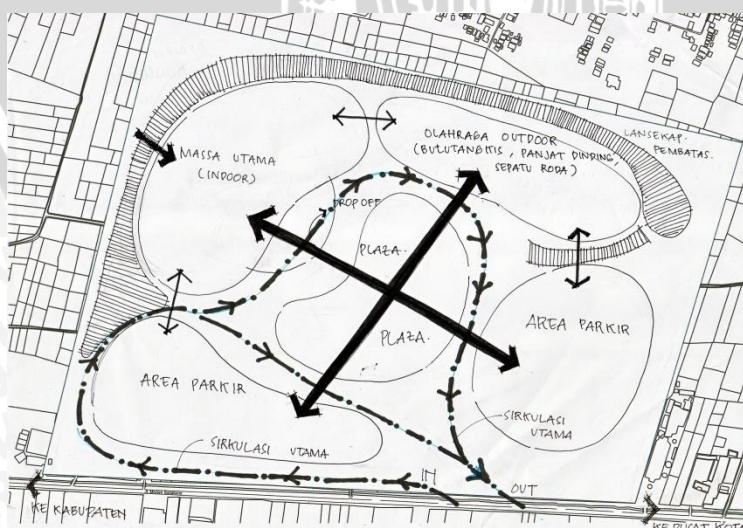 MASSA UTAMA
(INDOOR)
OLAHRAGA OUTDOOR
(BULUTANGKIS, PANJAT DINDING,
SEPATU RODA)
LANSEKAP
PEMBATAS.
DROP OFF
PLAZA.
PLAZA.
AREA PARKIR
AREA PARKIR
SIRKULASI
UTAMA
SIRKULASI UTAMA
IN
OUT
KE KABUPATEN
KE PUSAT KOTA